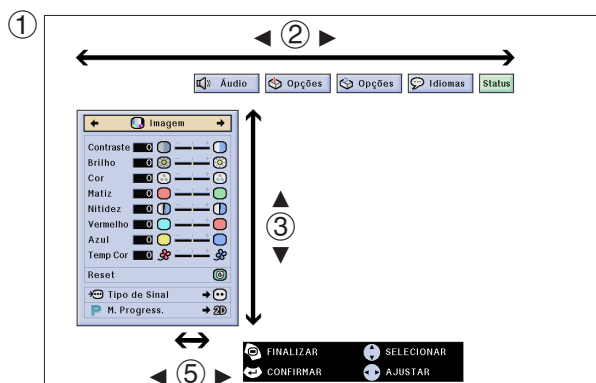 ①
◄ ② ►
Áudio Opções Opções Idiomas Status
Imagem
Contraste 0
Brilho 0
Cor 0
Matiz 0
Nitidez 0
Vermelho 0
Azul 0
Temp Cor 0
Reset
Tipo de Sinal
P M. Progress. 2D
③
⑤
FINALIZAR SELECIONAR
CONFIRMAR AJUSTAR